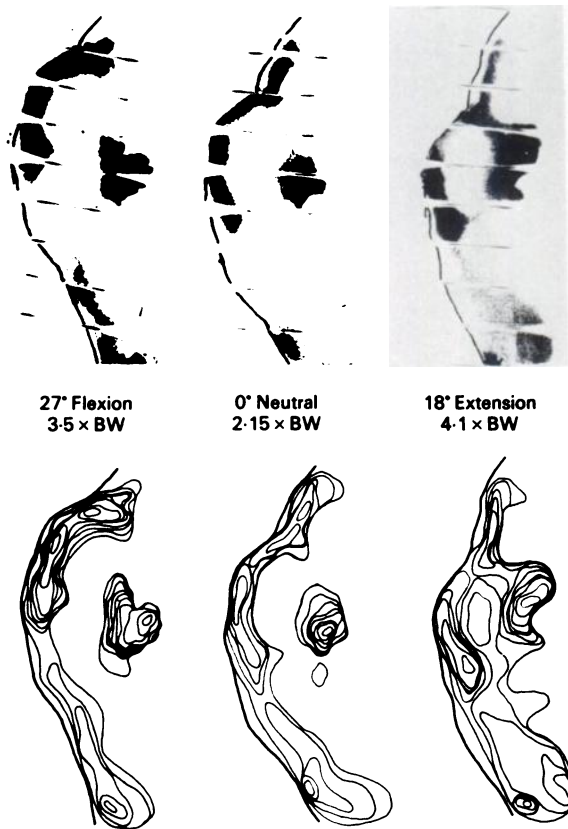 27° Flexion
3·5 × BW
0° Neutral
2·15 × BW
18° Extension
4·1 × BW